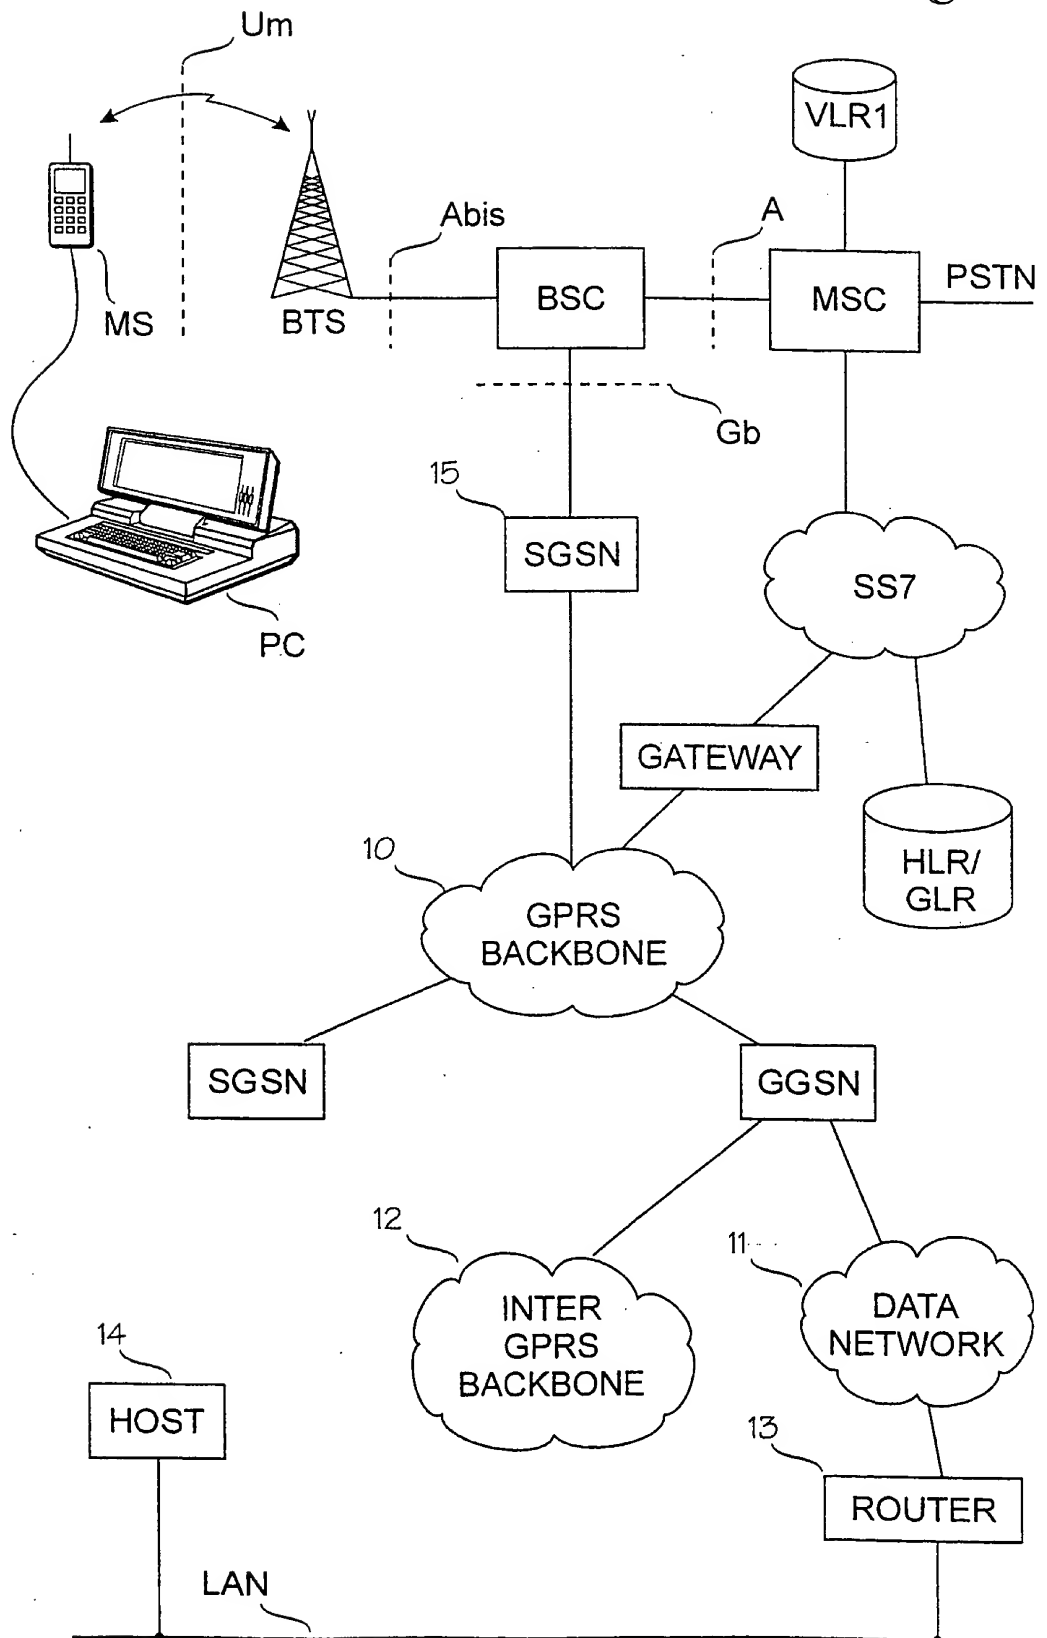 Um
VLR1
Abis
A
BSC
MSC
PSTN
MS
BTS
Gb
15
SGSN
SS7
PC
GATEWAY
10
HLR/
GLR
GPRS
BACKBONE
SGSN
GGSN
12
11
INTER
GPRS
BACKBONE
DATA
NETWORK
14
HOST
13
ROUTER
LAN